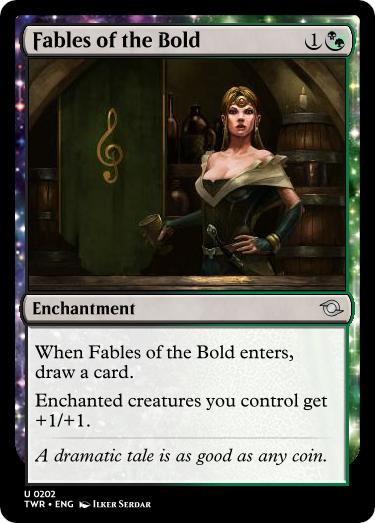 Fables of the Bold 1
Enchantment
When Fables of the Bold enters,
draw a card.
Enchanted creatures you control get
+1/+1.
A dramatic tale is as good as any coin.
U 0202
TWR • ENG Ilker Serdar